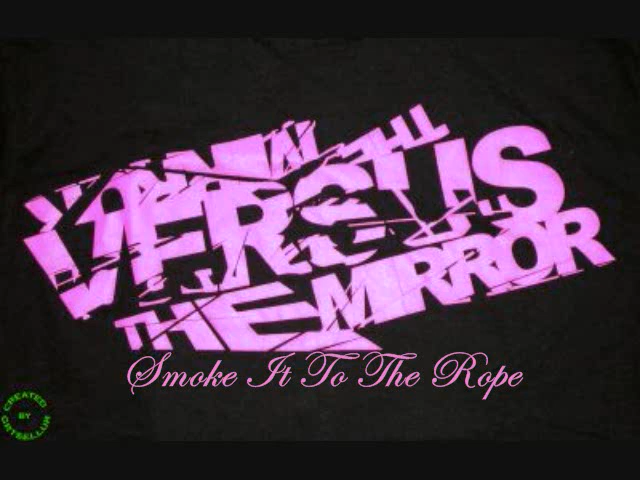 VERSUS
THE MIRROR
Smoke It To The Rope
CREATED
BY